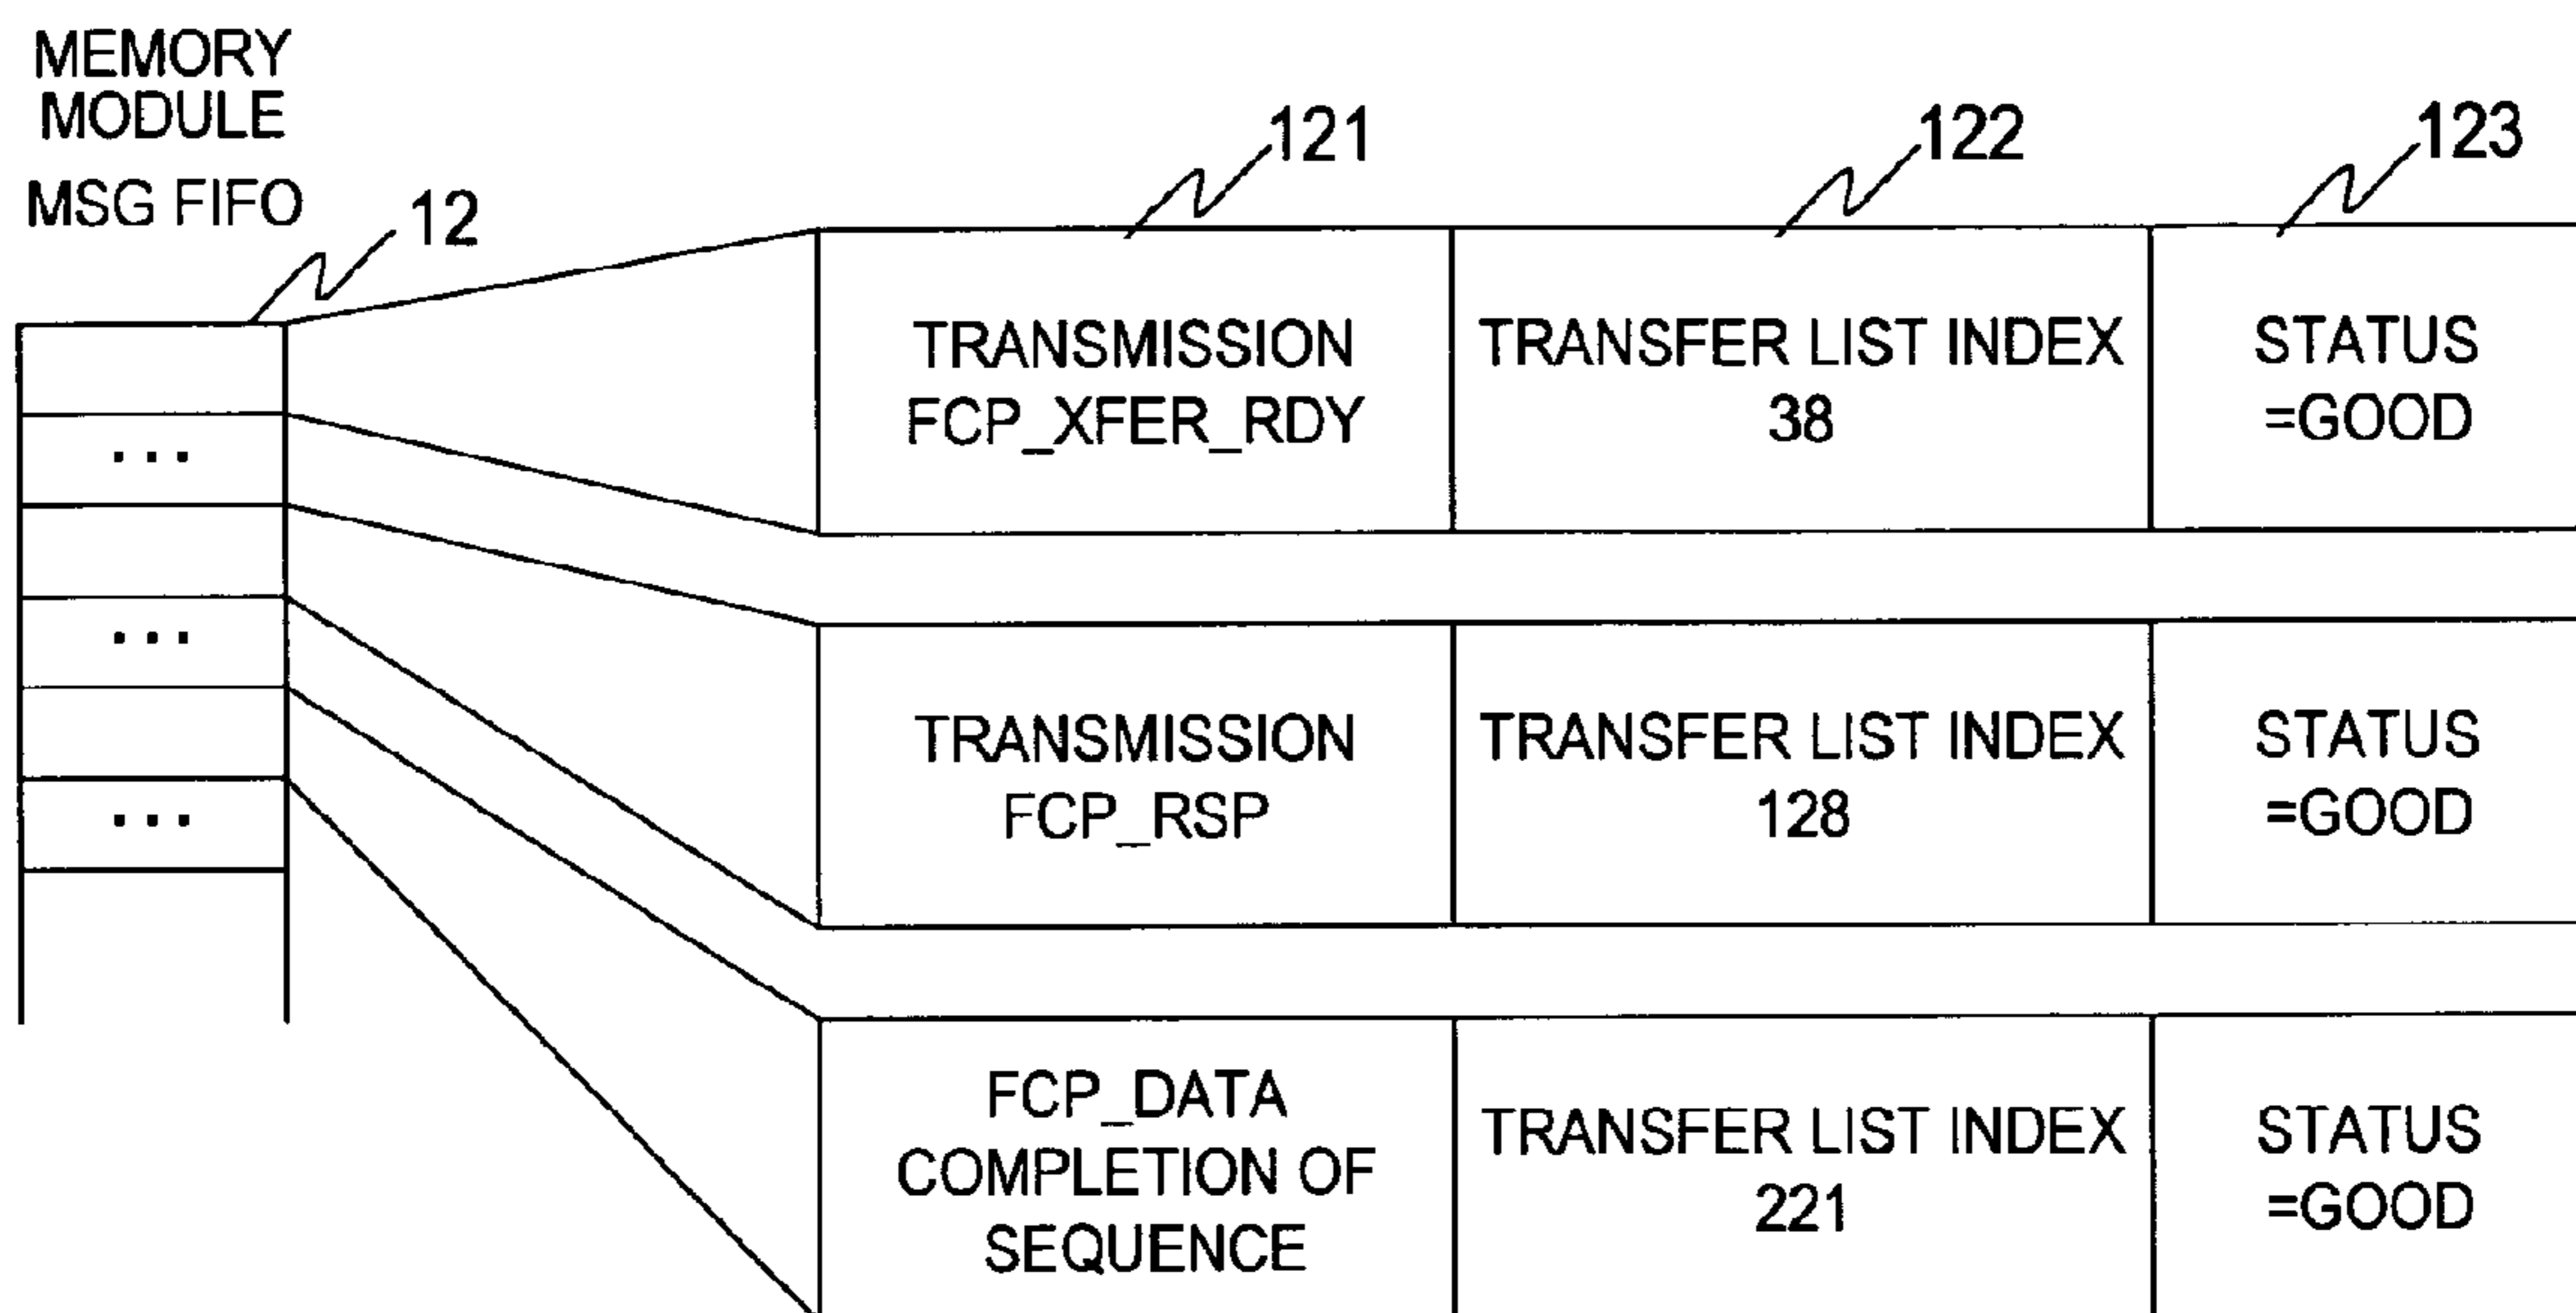 MEMORY
MODULE
MSG FIFO
12
121
122
123
TRANSMISSION
FCP_XFER_RDY
TRANSFER LIST INDEX
38
STATUS
=GOOD
...
TRANSMISSION
FCP_RSP
TRANSFER LIST INDEX
128
STATUS
=GOOD
...
FCP_DATA
COMPLETION OF
SEQUENCE
TRANSFER LIST INDEX
221
STATUS
=GOOD
...